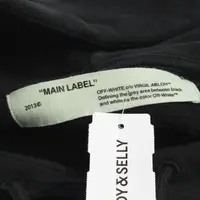 "MAIN LABEL"
2013©
OFF-WHITE c/o VIRGIL ABLOH™
Defining the grey area between black
and white as the color Off-White™
DY & SELLY